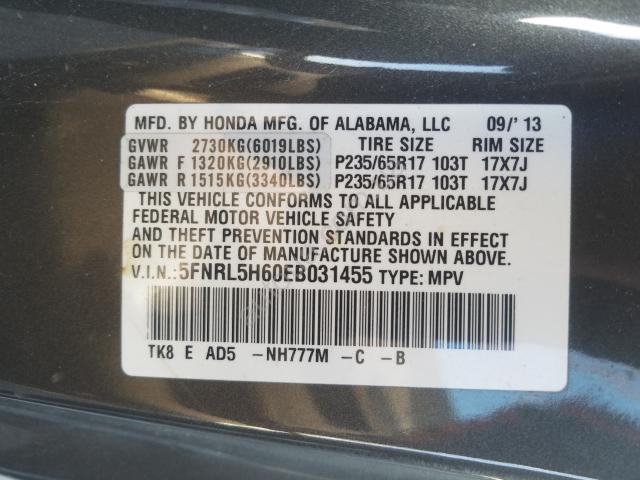 MFD. BY HONDA MFG. OF ALABAMA, LLC 09/' 13
GVWR 2730KG(6019LBS) TIRE SIZE RIM SIZE
GAWR F 1320KG(2910LBS) P235/65R17 103T 17X7J
GAWR R 1515KG(3340LBS) P235/65R17 103T 17X7J
THIS VEHICLE CONFORMS TO ALL APPLICABLE
FEDERAL MOTOR VEHICLE SAFETY
AND THEFT PREVENTION STANDARDS IN EFFECT
ON THE DATE OF MANUFACTURE SHOWN ABOVE.
V.I.N.: 5FNRL5H60EB031455 TYPE: MPV
TK8 E AD5 -NH777M -C -B